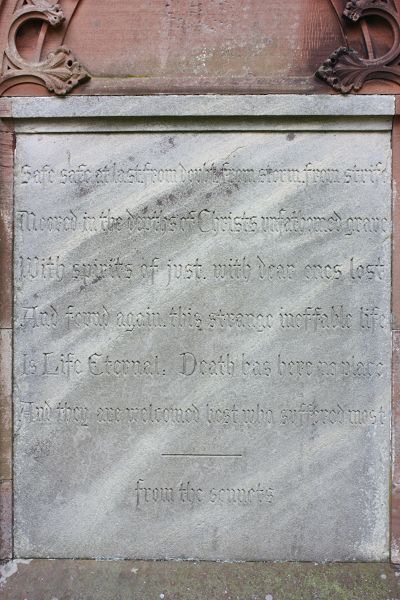 Safe safe at last from doubt, from storm, from strife
Moored in the depths of Christs unfathomed grave
With spirits of just, with dear ones lost
And found again, this strange ineffable life
Is Life Eternal: Death has here no place
And they are welcomed best who suffered most
from the sonnets